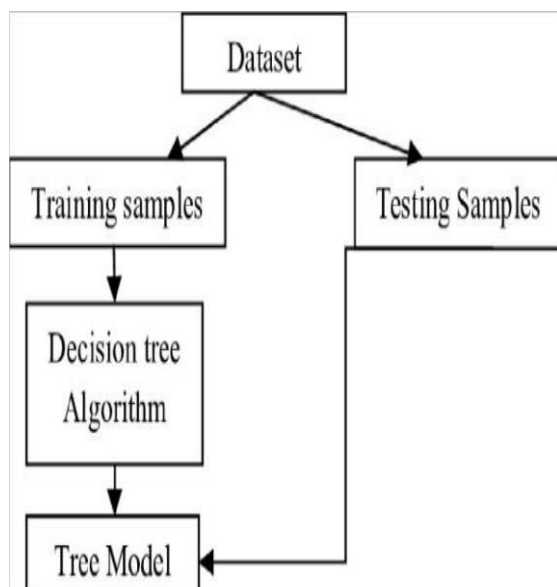 Dataset
Training samples
Testing Samples
Decision tree
Algorithm
Tree Model